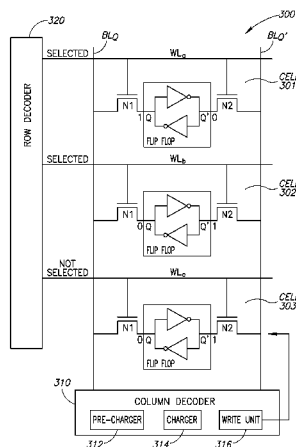 320
BLQ
300
BLQ'
SELECTED
WLa
CELL
301
N1
1
Q
Q'
0
N2
FLIP FLOP
ROW DECODER
SELECTED
WLb
CELL
302
N1
0
Q
Q'
1
N2
FLIP FLOP
NOT
SELECTED
WLc
CELL
303
N1
0
Q
Q'
1
N2
FLIP FLOP
310
COLUMN DECODER
PRE-CHARGER
CHARGER
WRITE UNIT
312
314
316